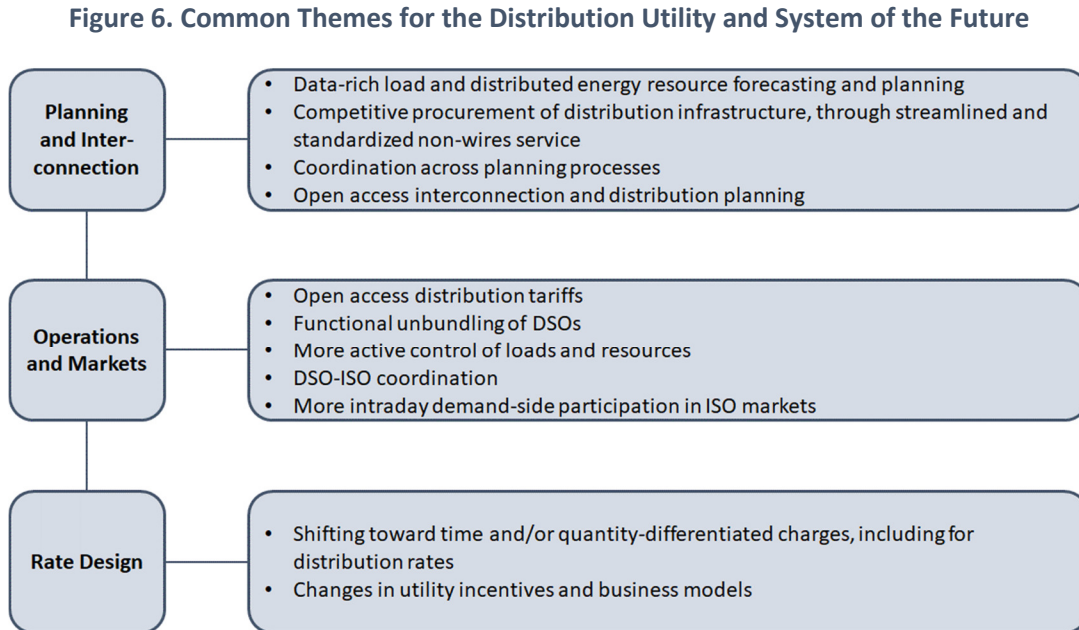 Figure 6. Common Themes for the Distribution Utility and System of the Future
Planning
and Inter-
connection
• Data-rich load and distributed energy resource forecasting and planning
• Competitive procurement of distribution infrastructure, through streamlined and
standardized non-wires service
• Coordination across planning processes
• Open access interconnection and distribution planning
Operations
and Markets
• Open access distribution tariffs
• Functional unbundling of DSOs
• More active control of loads and resources
• DSO-ISO coordination
• More intraday demand-side participation in ISO markets
Rate Design
• Shifting toward time and/or quantity-differentiated charges, including for
distribution rates
• Changes in utility incentives and business models